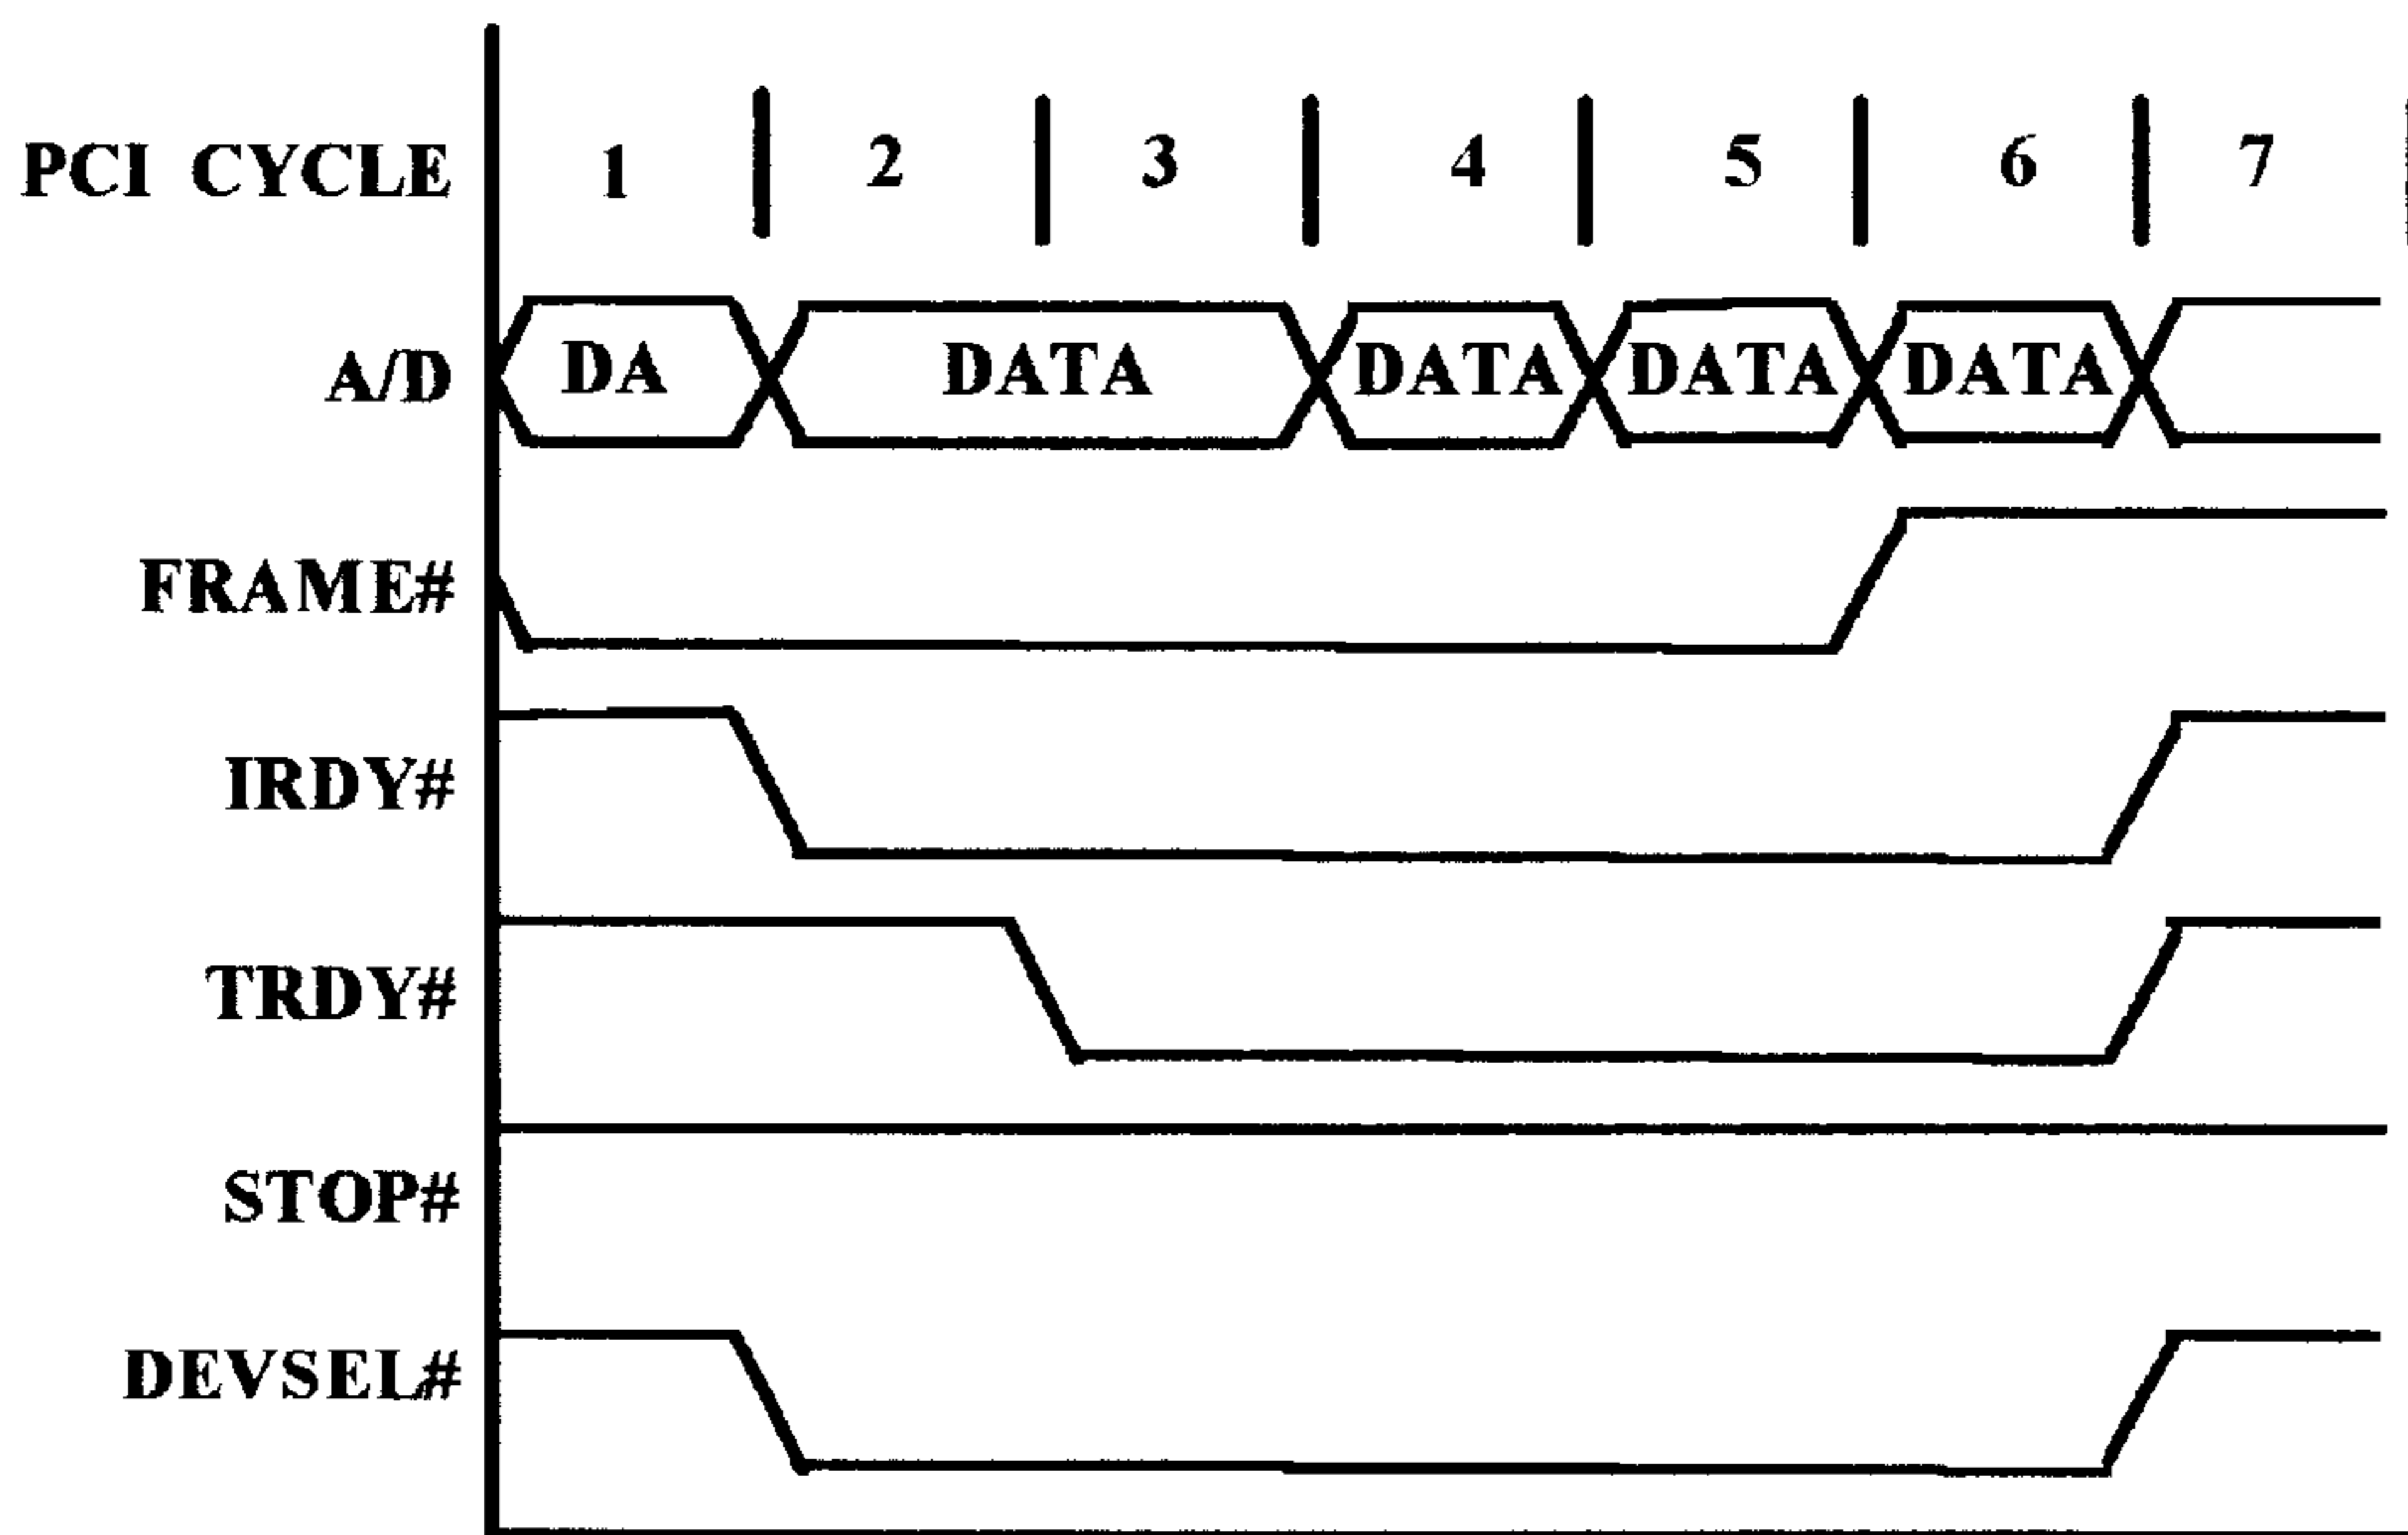 PCI CYCLE 1 2 3 4 5 6 7
A/D DA DATA DATA DATA DATA
FRAME#
IRDY#
TRDY#
STOP#
DEVSEL#